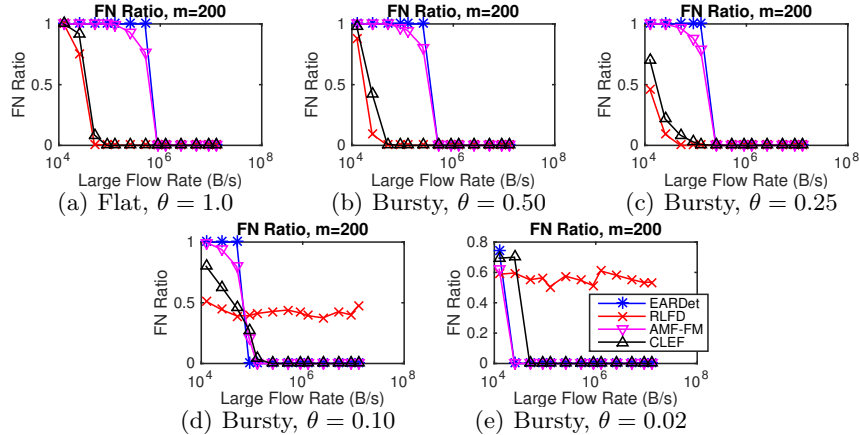 FN Ratio, m=200
FN Ratio
1
0.5
0
10^4 10^6 10^8
Large Flow Rate (B/s)
(a) Flat, θ = 1.0
FN Ratio, m=200
FN Ratio
1
0.5
0
10^4 10^6 10^8
Large Flow Rate (B/s)
(b) Bursty, θ = 0.50
FN Ratio, m=200
FN Ratio
1
0.5
0
10^4 10^6 10^8
Large Flow Rate (B/s)
(c) Bursty, θ = 0.25
FN Ratio, m=200
FN Ratio
1
0.5
0
10^4 10^6 10^8
Large Flow Rate (B/s)
(d) Bursty, θ = 0.10
FN Ratio, m=200
FN Ratio
0.8
0.6
0.4
0.2
0
EARDet
RLFD
AMF-FM
CLEF
10^4 10^6 10^8
Large Flow Rate (B/s)
(e) Bursty, θ = 0.02